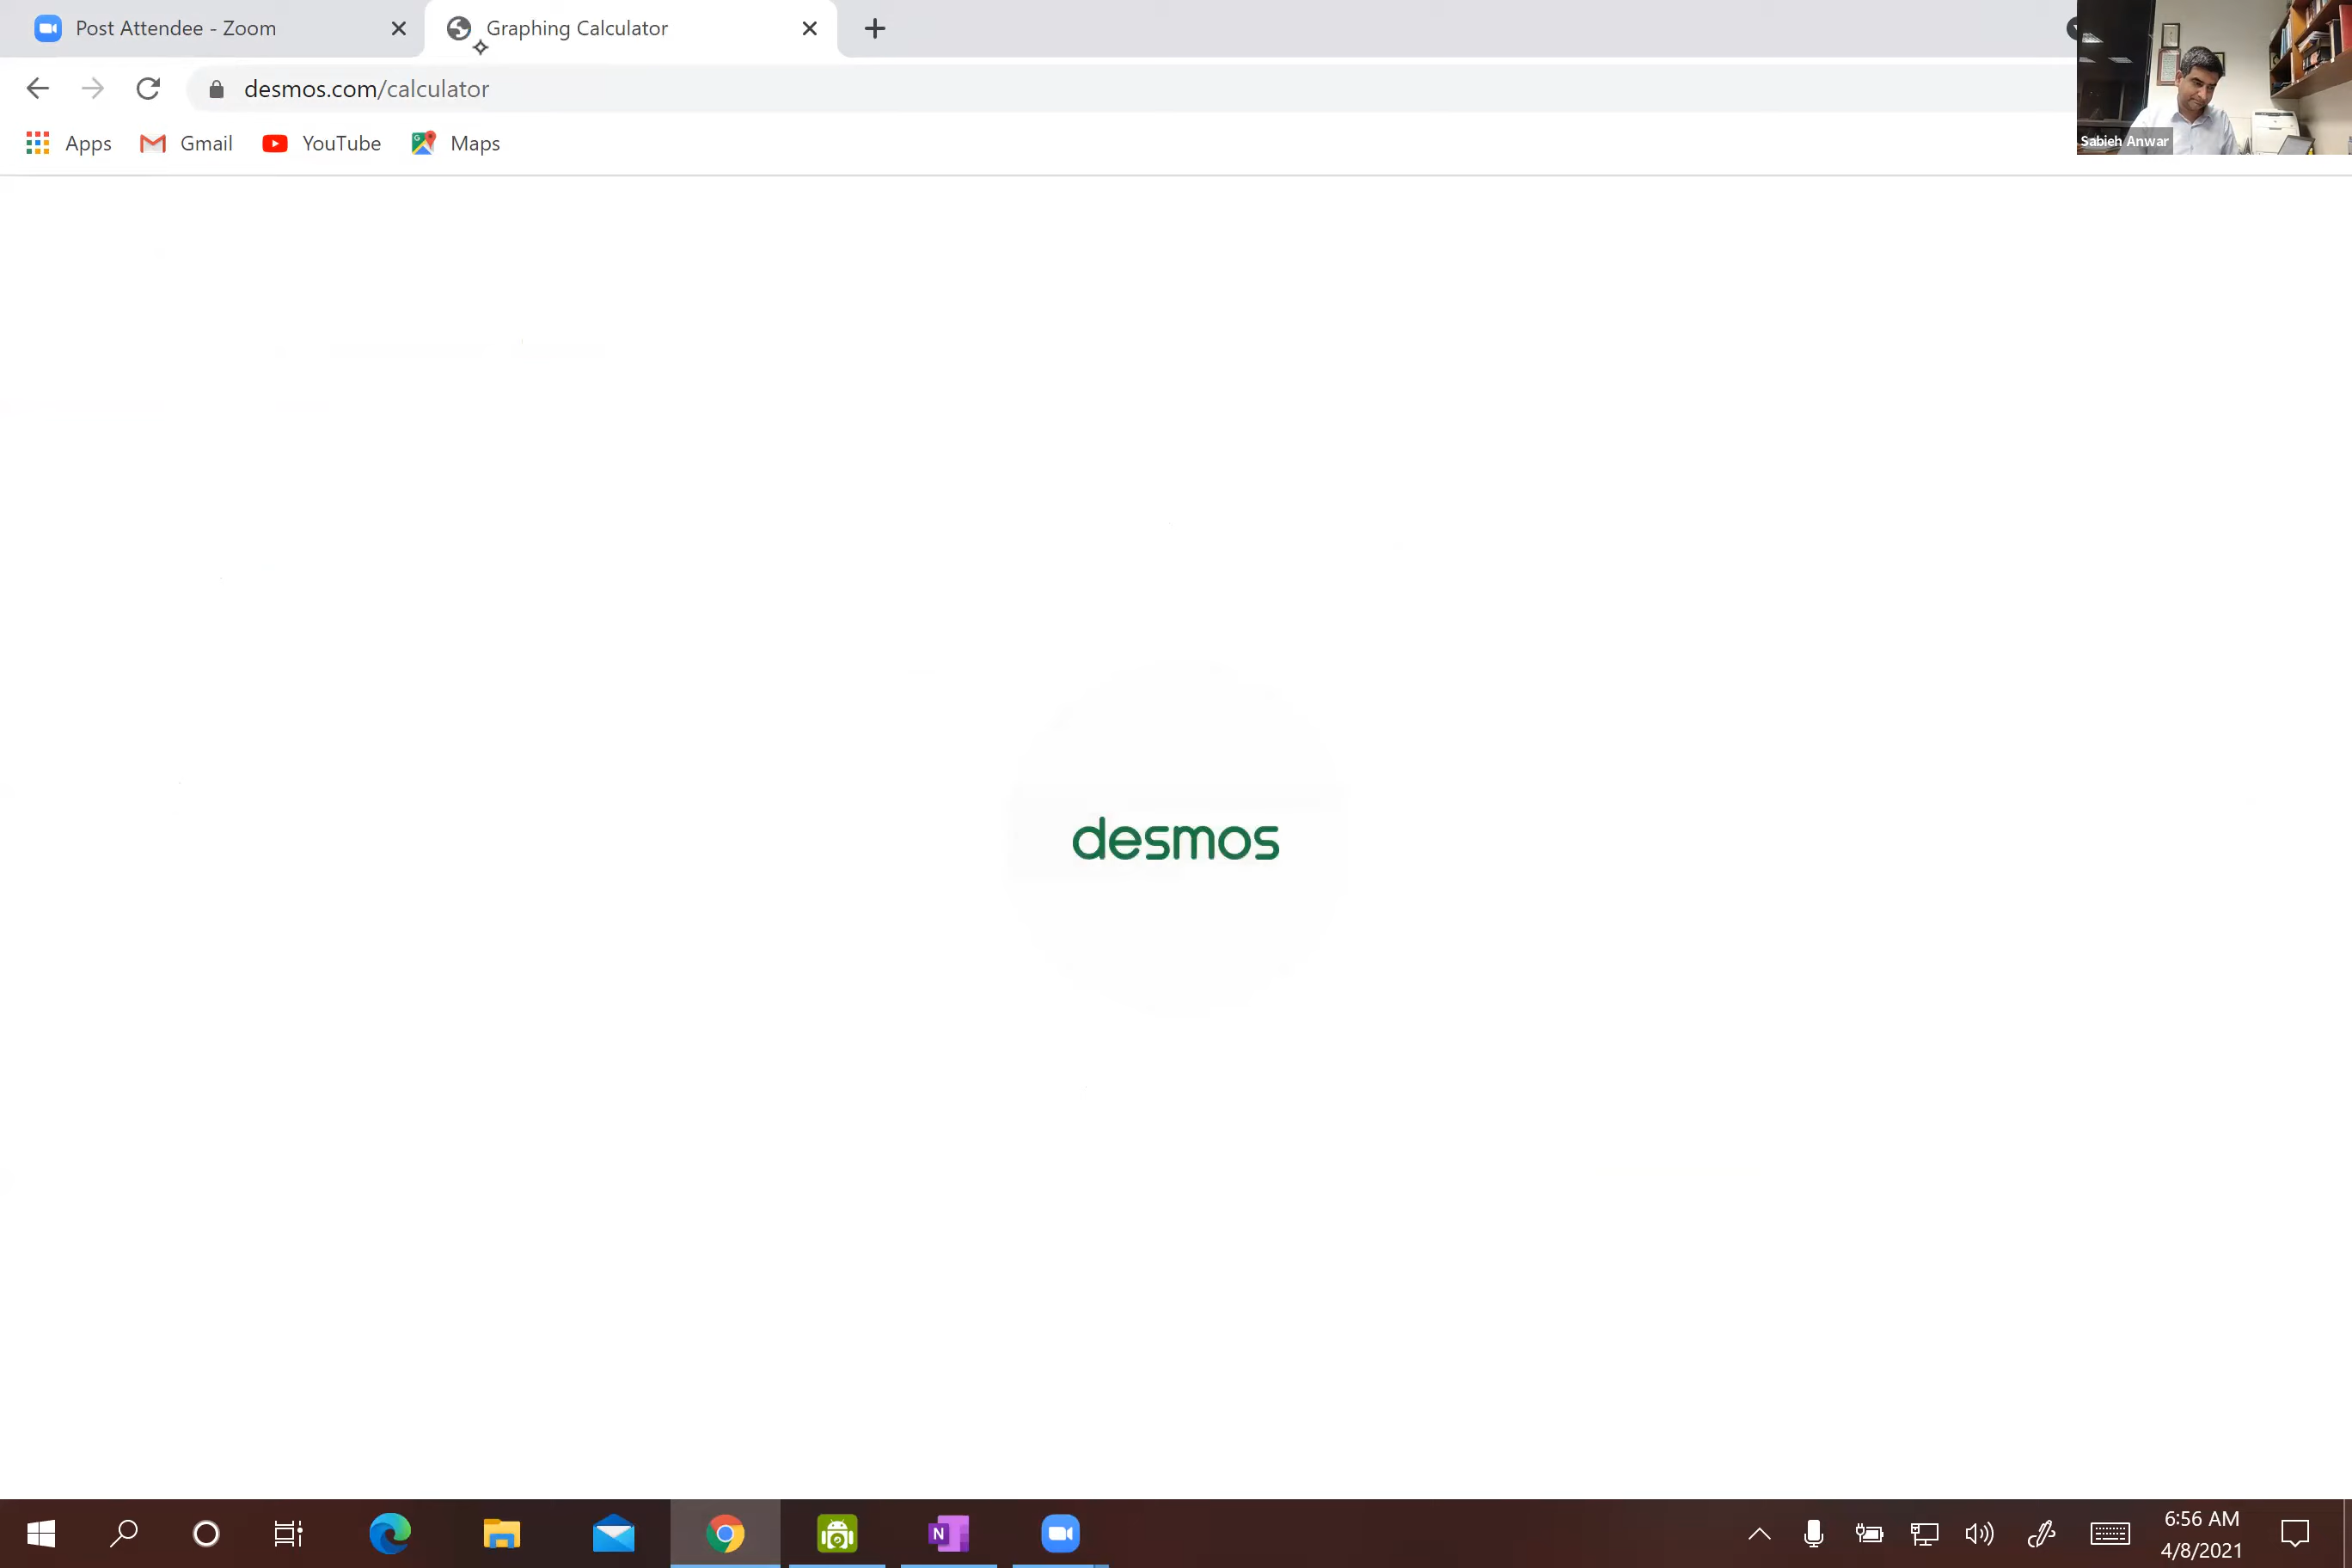 Post Attendee - Zoom
Graphing Calculator
desmos.com/calculator
Apps
Gmail
YouTube
Maps
Sabieh Anwar
desmos
N
6:56 AM
4/8/2021